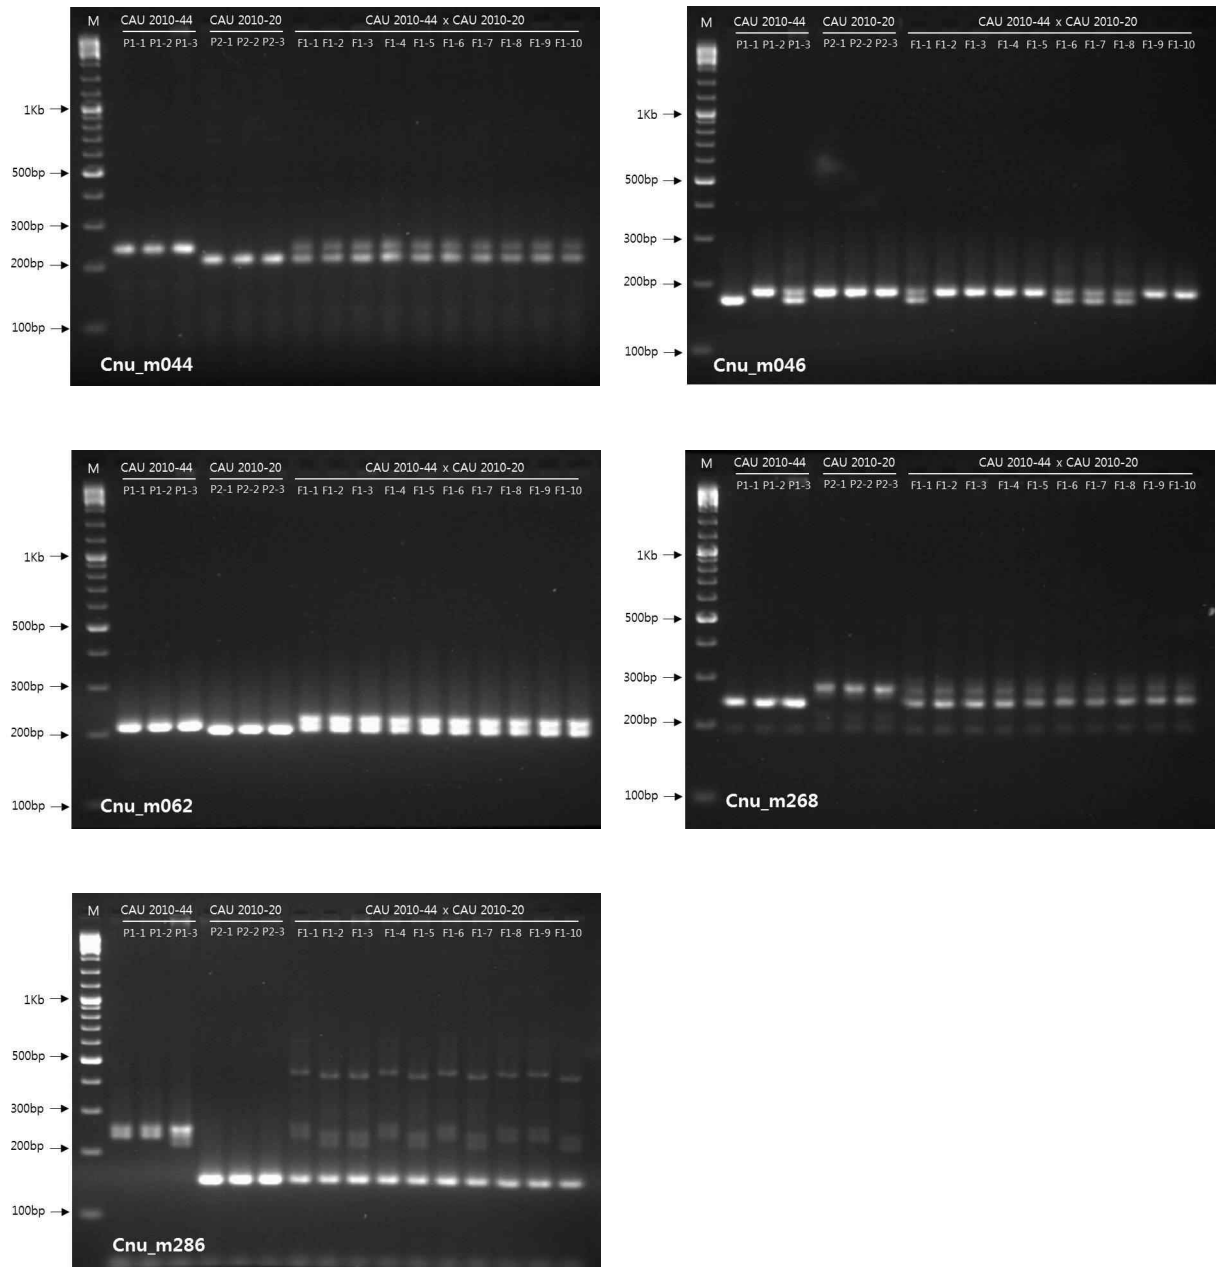 M CAU 2010-44 CAU 2010-20 CAU 2010-44 x CAU 2010-20
P1-1 P1-2 P1-3 P2-1 P2-2 P2-3 F1-1 F1-2 F1-3 F1-4 F1-5 F1-6 F1-7 F1-8 F1-9 F1-10
1Kb
500bp
300bp
200bp
100bp
Cnu_m044
M CAU 2010-44 CAU 2010-20 CAU 2010-44 x CAU 2010-20
P1-1 P1-2 P1-3 P2-1 P2-2 P2-3 F1-1 F1-2 F1-3 F1-4 F1-5 F1-6 F1-7 F1-8 F1-9 F1-10
1Kb
500bp
300bp
200bp
100bp
Cnu_m046
M CAU 2010-44 CAU 2010-20 CAU 2010-44 x CAU 2010-20
P1-1 P1-2 P1-3 P2-1 P2-2 P2-3 F1-1 F1-2 F1-3 F1-4 F1-5 F1-6 F1-7 F1-8 F1-9 F1-10
1Kb
500bp
300bp
200bp
100bp
Cnu_m062
M CAU 2010-44 CAU 2010-20 CAU 2010-44 x CAU 2010-20
P1-1 P1-2 P1-3 P2-1 P2-2 P2-3 F1-1 F1-2 F1-3 F1-4 F1-5 F1-6 F1-7 F1-8 F1-9 F1-10
1Kb
500bp
300bp
200bp
100bp
Cnu_m268
M CAU 2010-44 CAU 2010-20 CAU 2010-44 x CAU 2010-20
P1-1 P1-2 P1-3 P2-1 P2-2 P2-3 F1-1 F1-2 F1-3 F1-4 F1-5 F1-6 F1-7 F1-8 F1-9 F1-10
1Kb
500bp
300bp
200bp
100bp
Cnu_m286